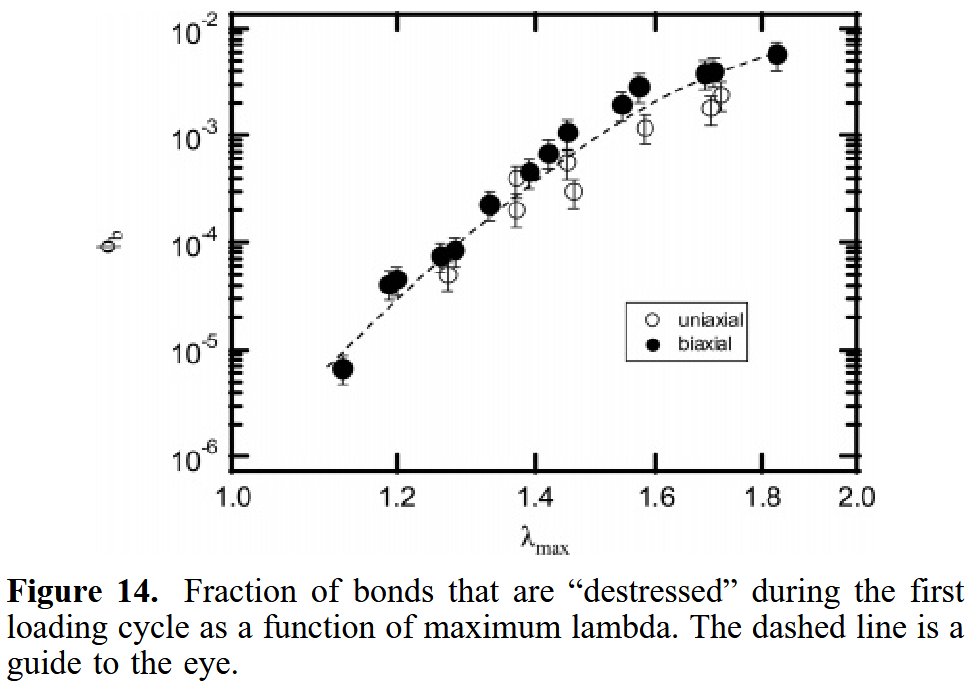 10-2
10-3
ϕb
10-4
uniaxial
biaxial
10-5
10-6
1.0 1.2 1.4 1.6 1.8 2.0
λmax
Figure 14. Fraction of bonds that are “destressed” during the first
loading cycle as a function of maximum lambda. The dashed line is a
guide to the eye.